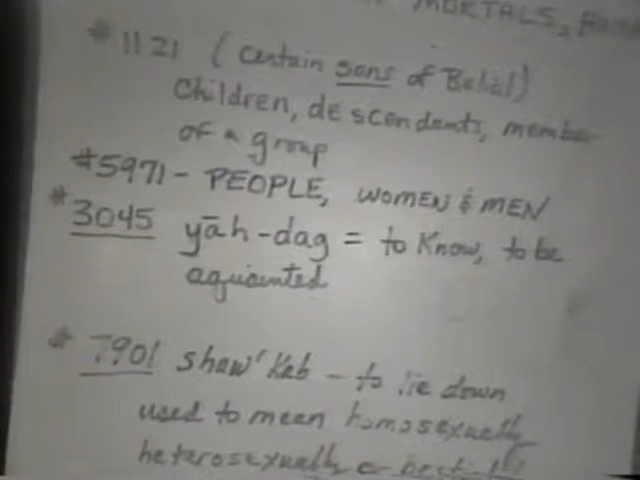 MORTALS,
#1121 (Certain sons of Belial)
Children, descendents, member
of a group
#5971 - PEOPLE, WOMEN & MEN
#3045 yāh-dag = to Know, to be
aquainted
# 7901 shaw'Kab - to lie down
used to mean homosexually
heterosexually or